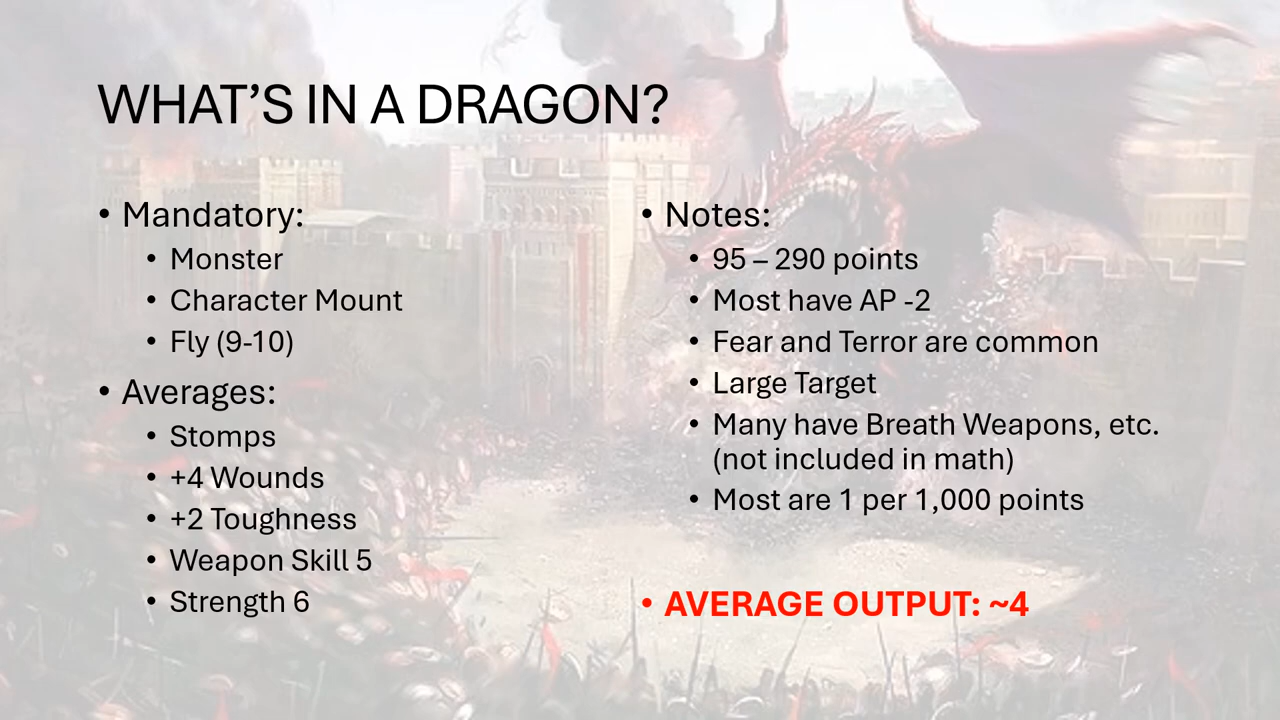 WHAT’S IN A DRAGON?
• Mandatory:
• Monster
• Character Mount
• Fly (9-10)
• Averages:
• Stomps
• +4 Wounds
• +2 Toughness
• Weapon Skill 5
• Strength 6
• Notes:
• 95 – 290 points
• Most have AP -2
• Fear and Terror are common
• Large Target
• Many have Breath Weapons, etc.
(not included in math)
• Most are 1 per 1,000 points
• AVERAGE OUTPUT: ~4